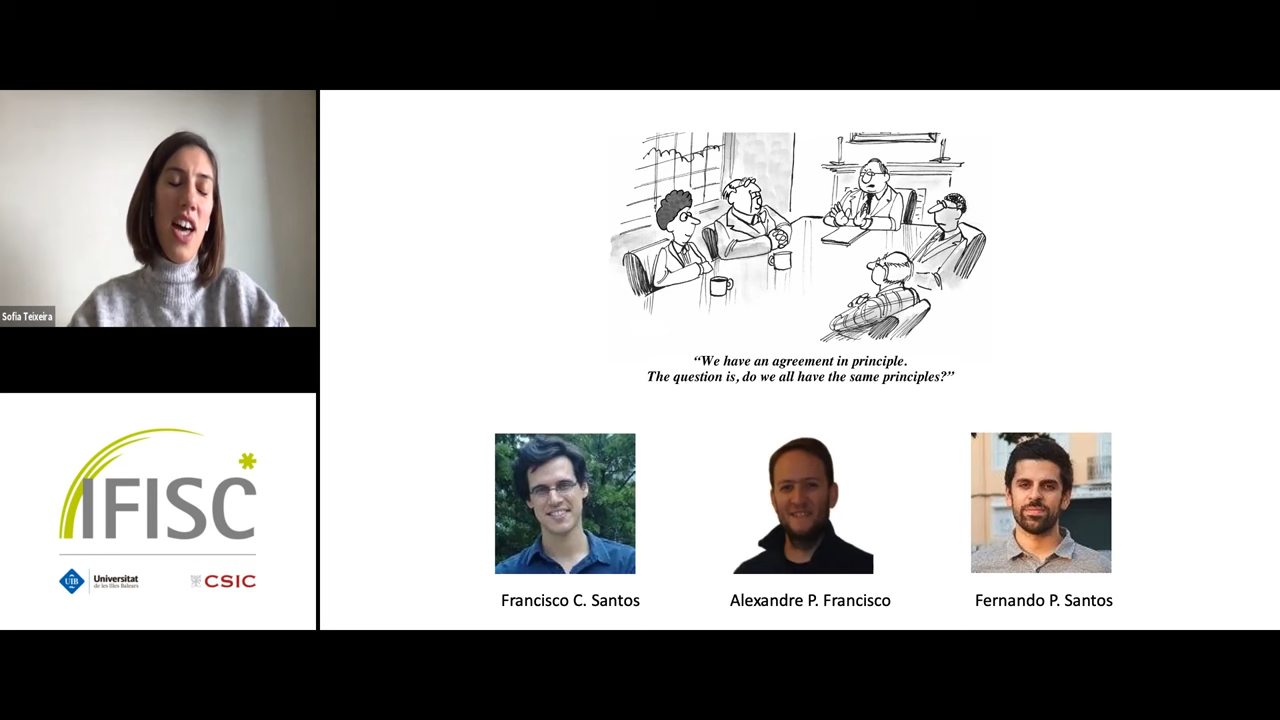 Sofia Teixeira
IFISC
UIB
Universitat
de les Illes Balears
CSIC
“We have an agreement in principle.
The question is, do we all have the same principles?”
Francisco C. Santos
Alexandre P. Francisco
Fernando P. Santos